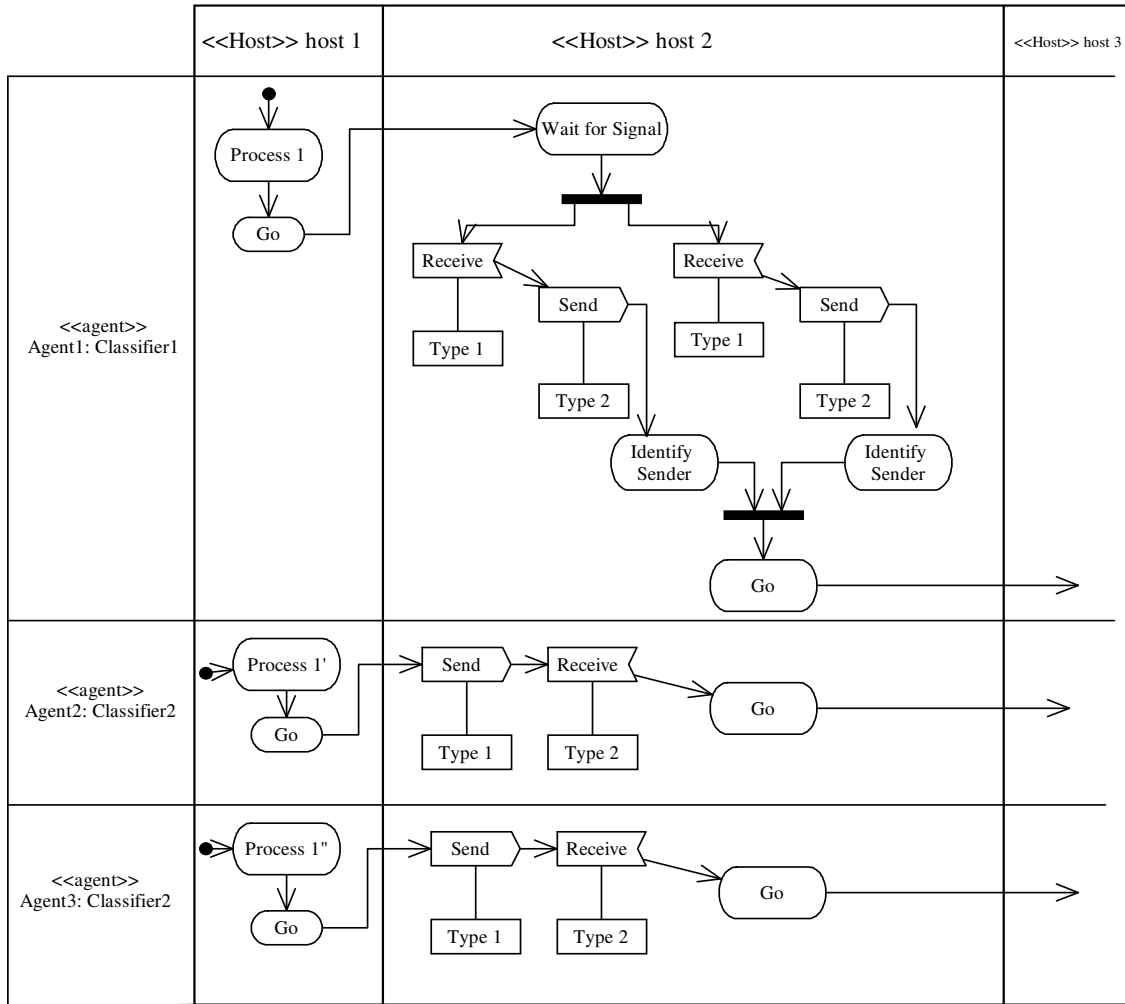 <<Host>> host 1
<<Host>> host 2
<<Host>> host 3
<<agent>>
Agent1: Classifier1
Process 1
Go
Wait for Signal
Receive
Receive
Send
Send
Type 1
Type 1
Type 2
Type 2
Identify
Sender
Identify
Sender
Go
<<agent>>
Agent2: Classifier2
Process 1'
Go
Send
Receive
Type 1
Type 2
Go
<<agent>>
Agent3: Classifier2
Process 1"
Go
Send
Receive
Type 1
Type 2
Go